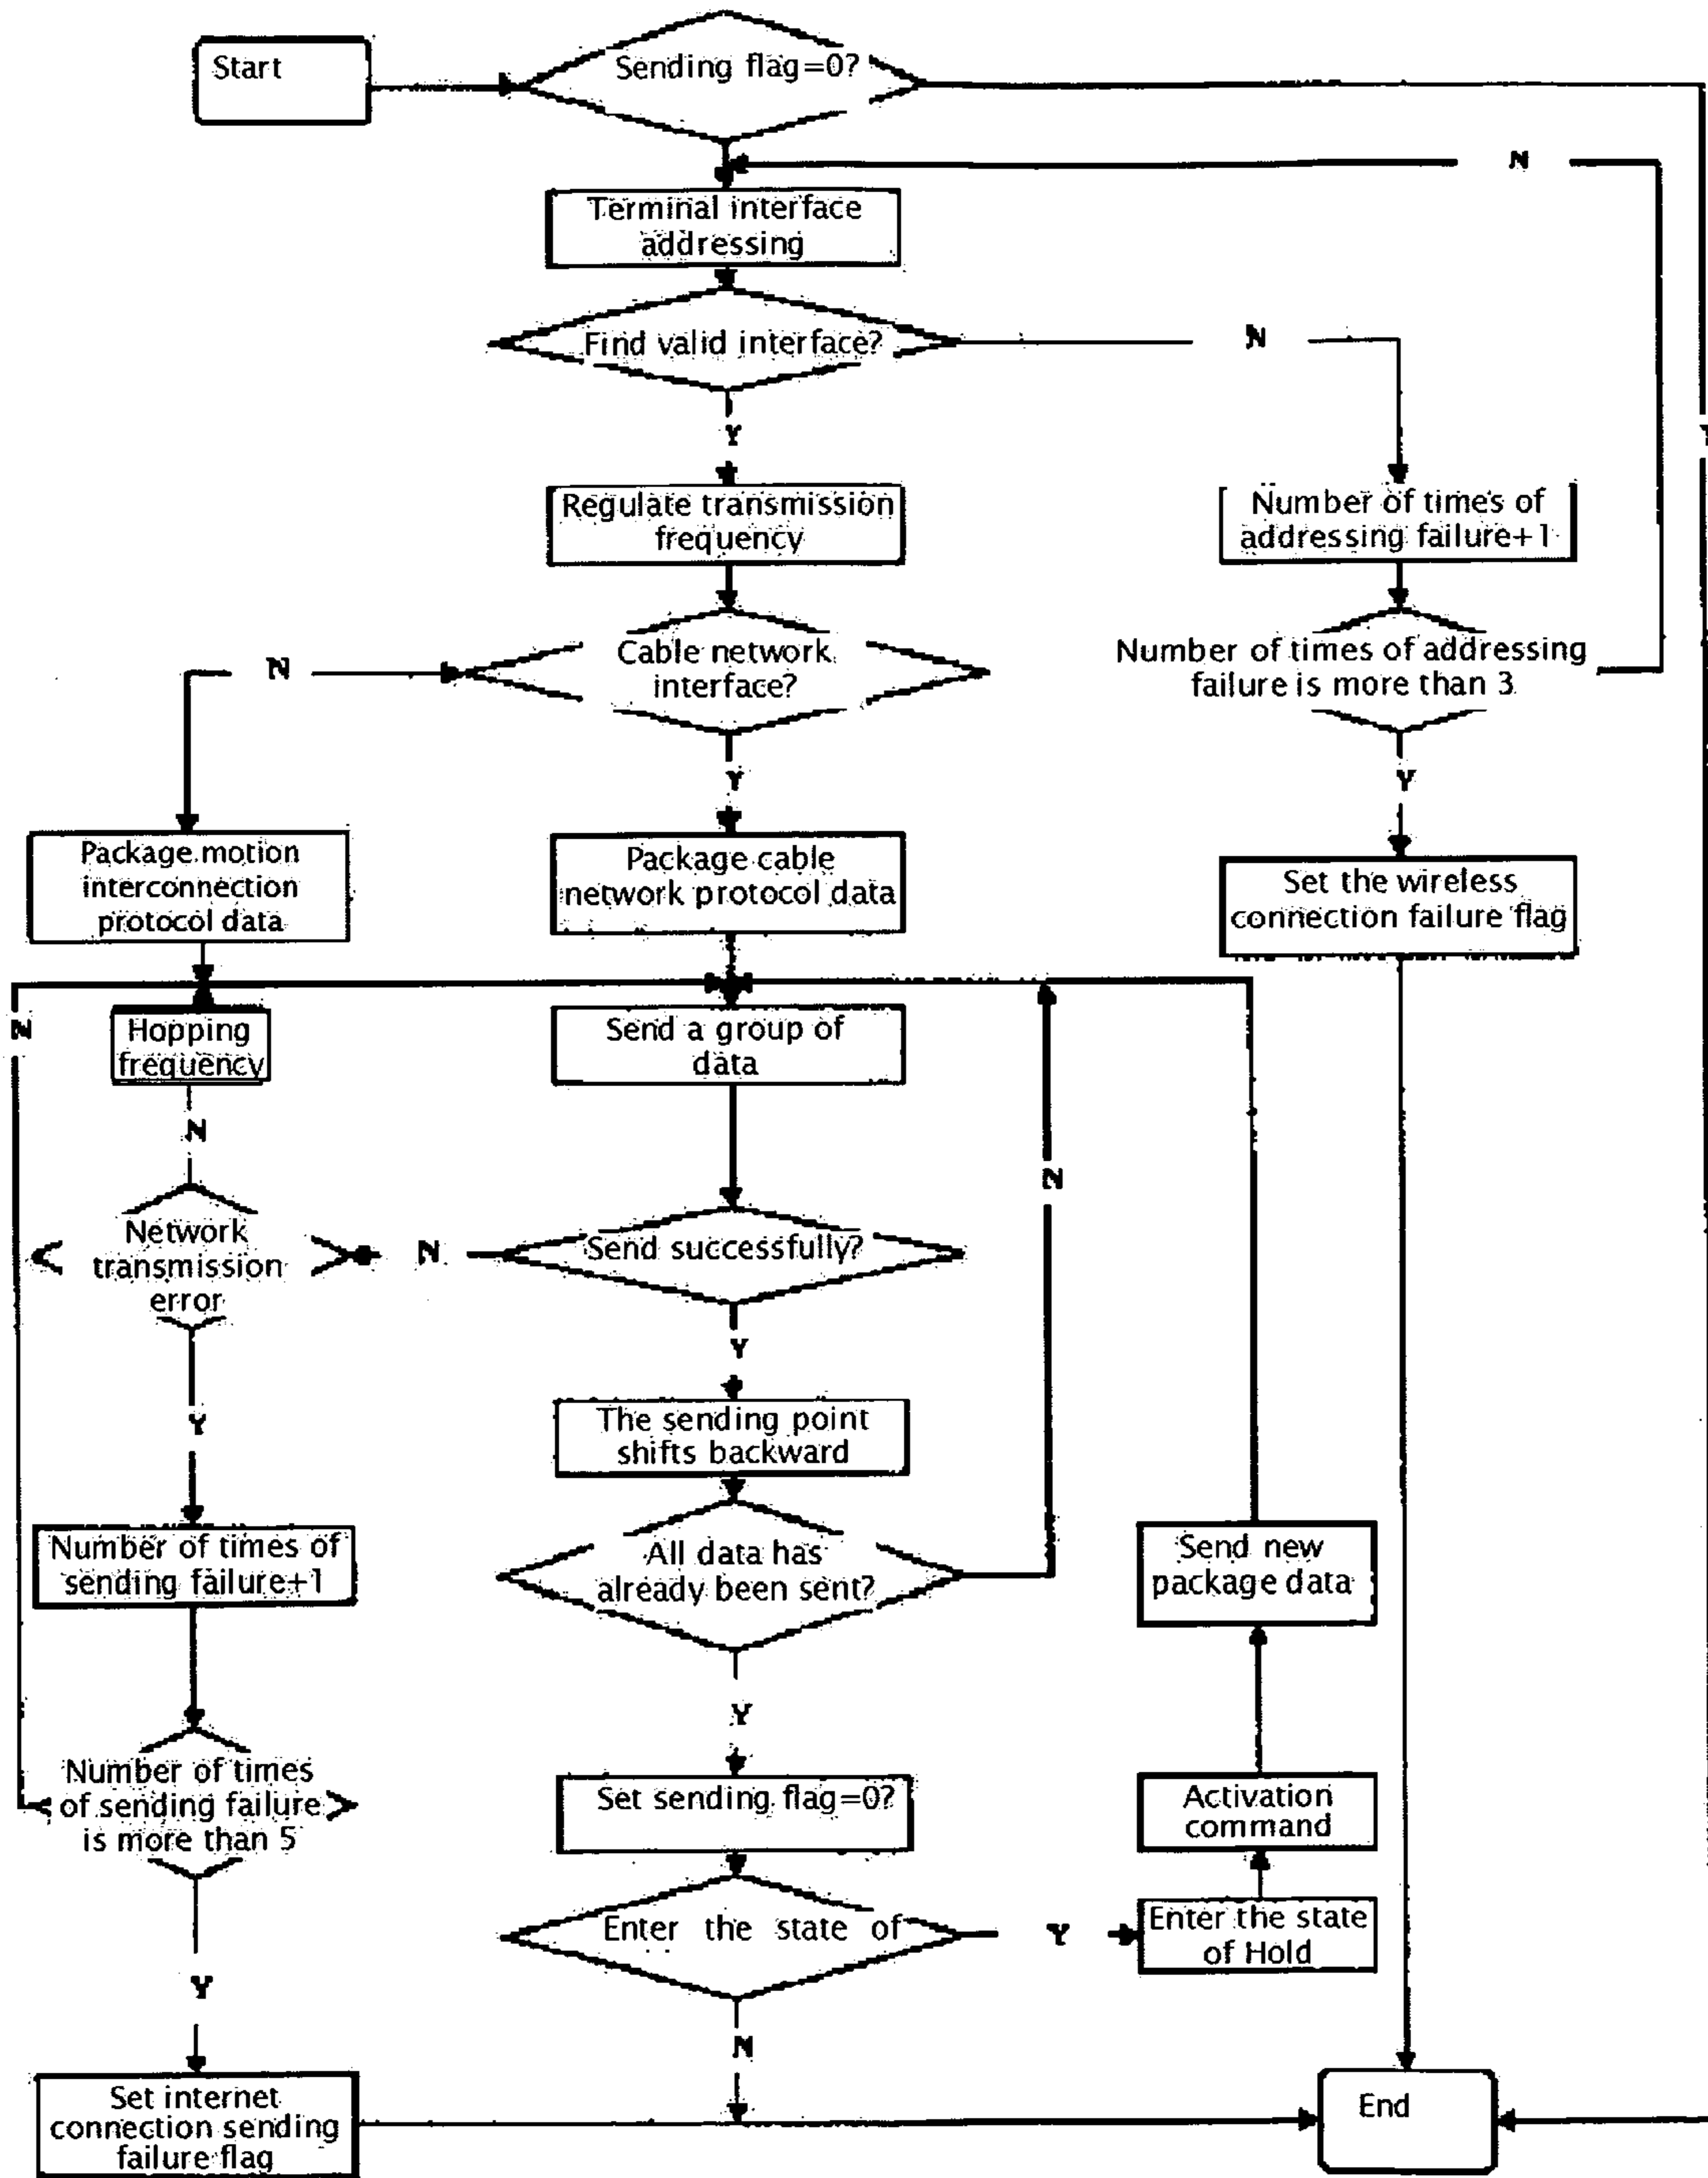 Start
Sending flag=0?
N
Terminal interface
addressing
Find valid interface?
N
Y
Regulate transmission
frequency
Number of times of
addressing failure+1
Cable network
interface?
N
Number of times of addressing
failure is more than 3
Y
Y
Package motion
interconnection
protocol data
Package cable
network protocol data
Set the wireless
connection failure flag
N
Hopping
frequency
Send a group of
data
N
N
Network
transmission
error
N
Send successfully?
Y
Y
The sending point
shifts backward
Number of times of
sending failure+1
All data has
already been sent?
Send new
package data
Y
Number of times
of sending failure
is more than 5
Set sending flag=0?
Activation
command
Enter the state of
Y
Enter the state
of Hold
Y
N
Set internet
connection sending
failure flag
End